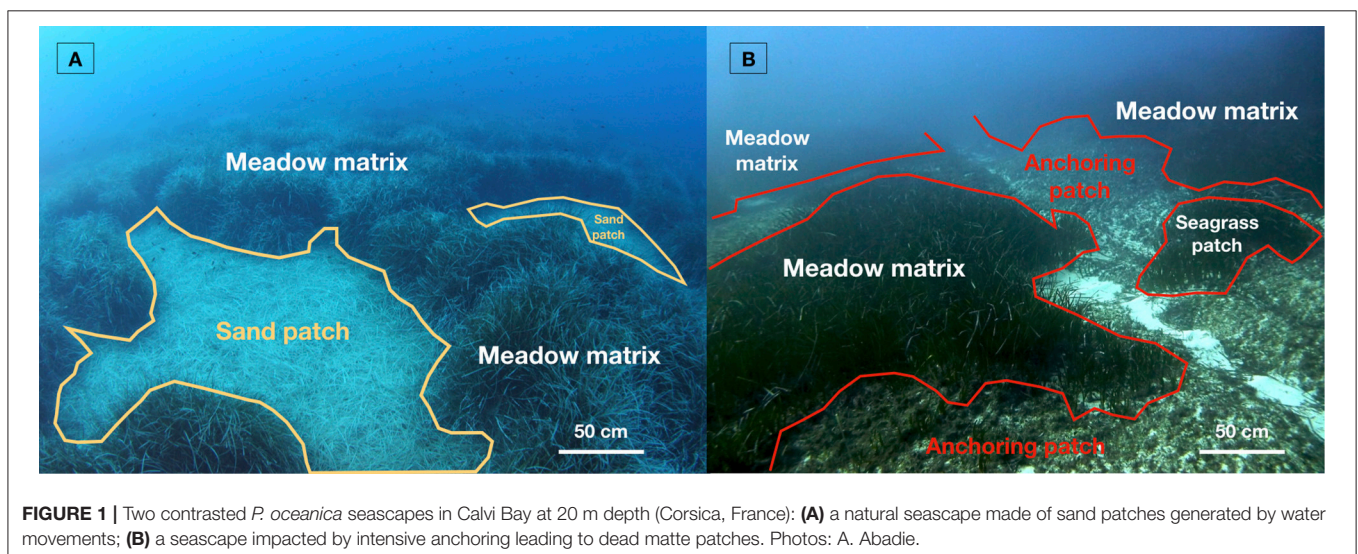 A
Meadow matrix
Sand
patch
Sand patch
Meadow matrix
50 cm
B
Meadow matrix
Meadow
matrix
Anchoring
patch
Seagrass
patch
Meadow matrix
Anchoring patch
50 cm
FIGURE 1 | Two contrasted P. oceanica seascapes in Calvi Bay at 20 m depth (Corsica, France): (A) a natural seascape made of sand patches generated by water
movements; (B) a seascape impacted by intensive anchoring leading to dead matte patches. Photos: A. Abadie.